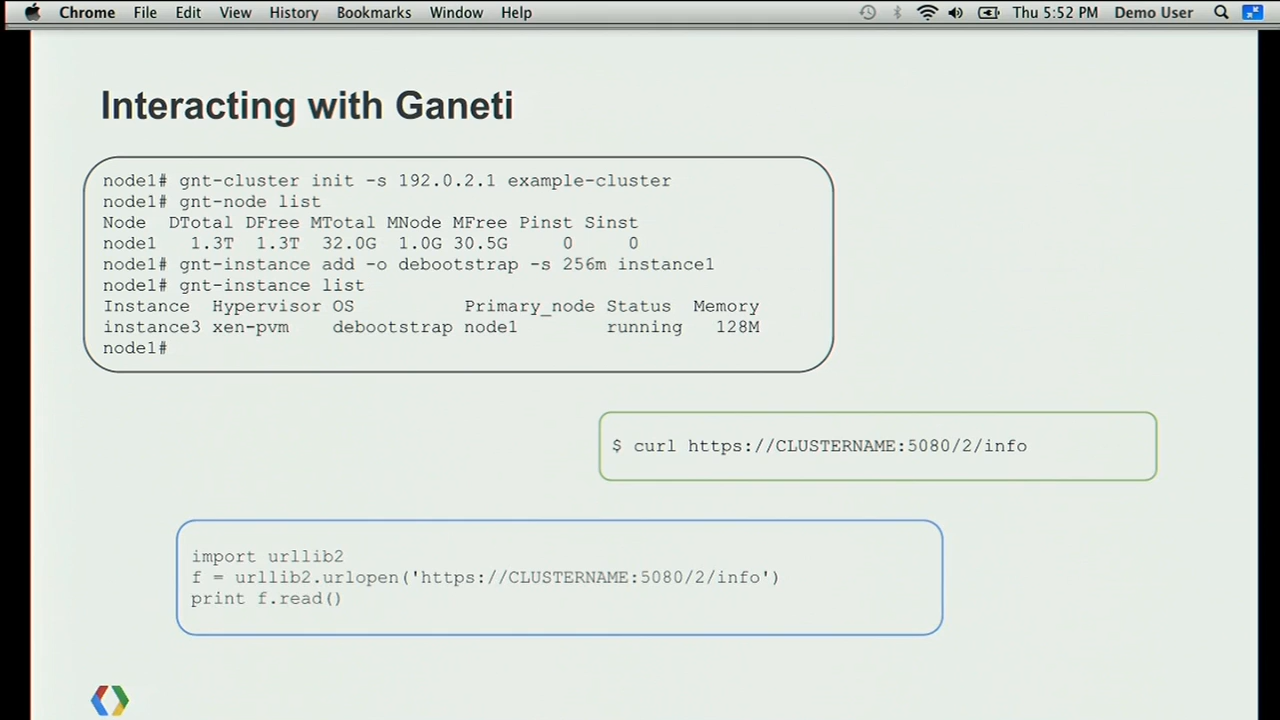 Chrome File Edit View History Bookmarks Window Help Thu 5:52 PM Demo User
Interacting with Ganeti
node1# gnt-cluster init -s 192.0.2.1 example-cluster
node1# gnt-node list
Node DTotal DFree MTotal MNode MFree Pinst Sinst
node1 1.3T 1.3T 32.0G 1.0G 30.5G 0 0
node1# gnt-instance add -o debootstrap -s 256m instance1
node1# gnt-instance list
Instance Hypervisor OS Primary_node Status Memory
instance3 xen-pvm debootstrap node1 running 128M
node1#
$ curl https://CLUSTERNAME:5080/2/info
import urllib2
f = urllib2.urlopen('https://CLUSTERNAME:5080/2/info')
print f.read()